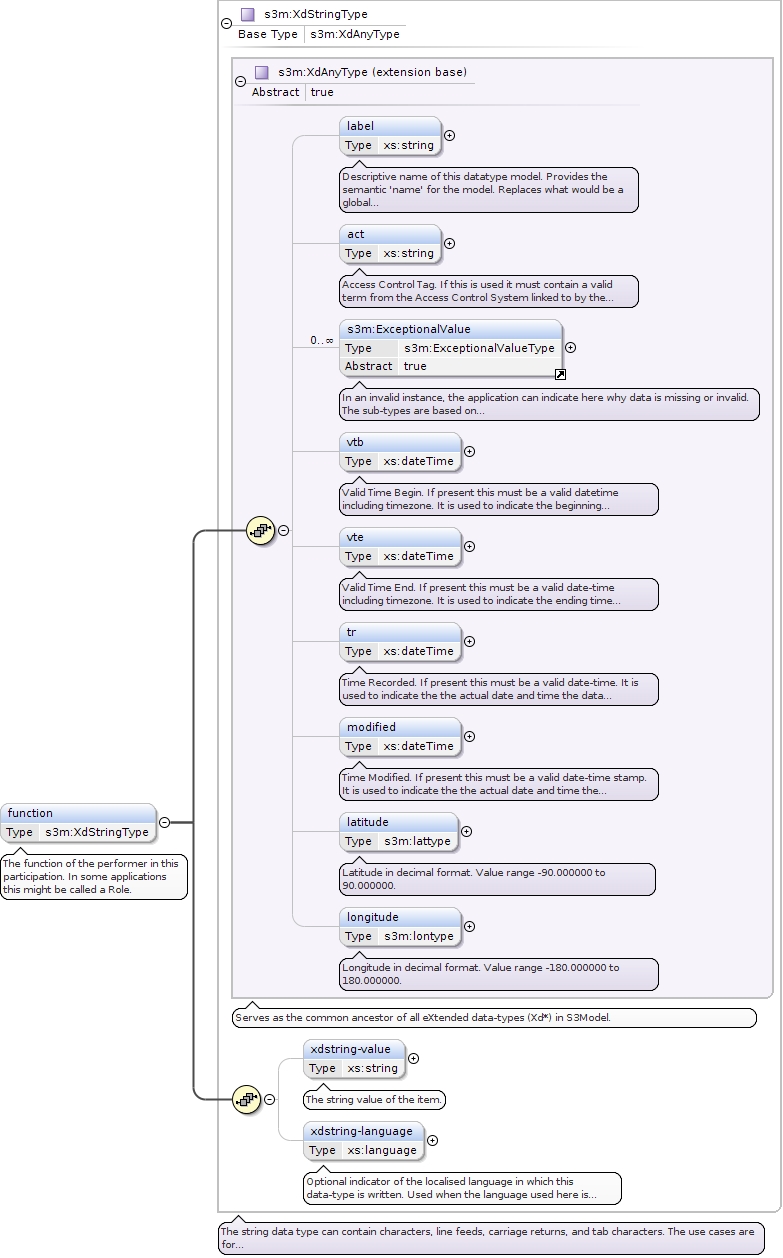 s3m:XdStringType
Base Type s3m:XdAnyType
s3m:XdAnyType (extension base)
Abstract true
label
Type xs:string
Descriptive name of this datatype model. Provides the
semantic 'name' for the model. Replaces what would be a
global...
act
Type xs:string
Access Control Tag. If this is used it must contain a valid
term from the Access Control System linked to by the...
0..∞
s3m:ExceptionalValue
Type s3m:ExceptionalValueType
Abstract true
In an invalid instance, the application can indicate here why data is missing or invalid.
The sub-types are based on...
vtb
Type xs:dateTime
Valid Time Begin. If present this must be a valid datetime
including timezone. It is used to indicate the beginning...
vte
Type xs:dateTime
Valid Time End. If present this must be a valid date-time
including timezone. It is used to indicate the ending time...
tr
Type xs:dateTime
Time Recorded. If present this must be a valid date-time. It is
used to indicate the the actual date and time the data...
modified
Type xs:dateTime
Time Modified. If present this must be a valid date-time stamp.
It is used to indicate the the actual date and time the...
function
Type s3m:XdStringType
The function of the performer in this
participation. In some applications
this might be called a Role.
latitude
Type s3m:lattype
Latitude in decimal format. Value range -90.000000 to
90.000000.
longitude
Type s3m:lontype
Longitude in decimal format. Value range -180.000000 to
180.000000.
Serves as the common ancestor of all eXtended data-types (Xd*) in S3Model.
xdstring-value
Type xs:string
The string value of the item.
xdstring-language
Type xs:language
Optional indicator of the localised language in which this
data-type is written. Used when the language used here is...
The string data type can contain characters, line feeds, carriage returns, and tab characters. The use cases are
for...